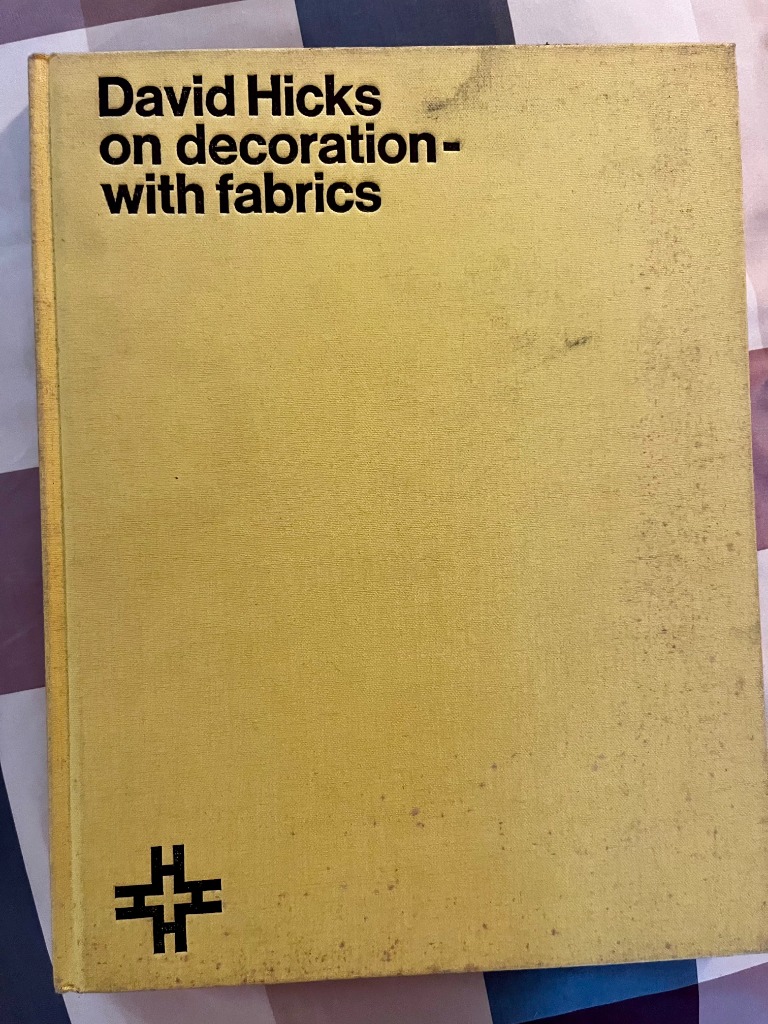 David Hicks
on decoration-
with fabrics